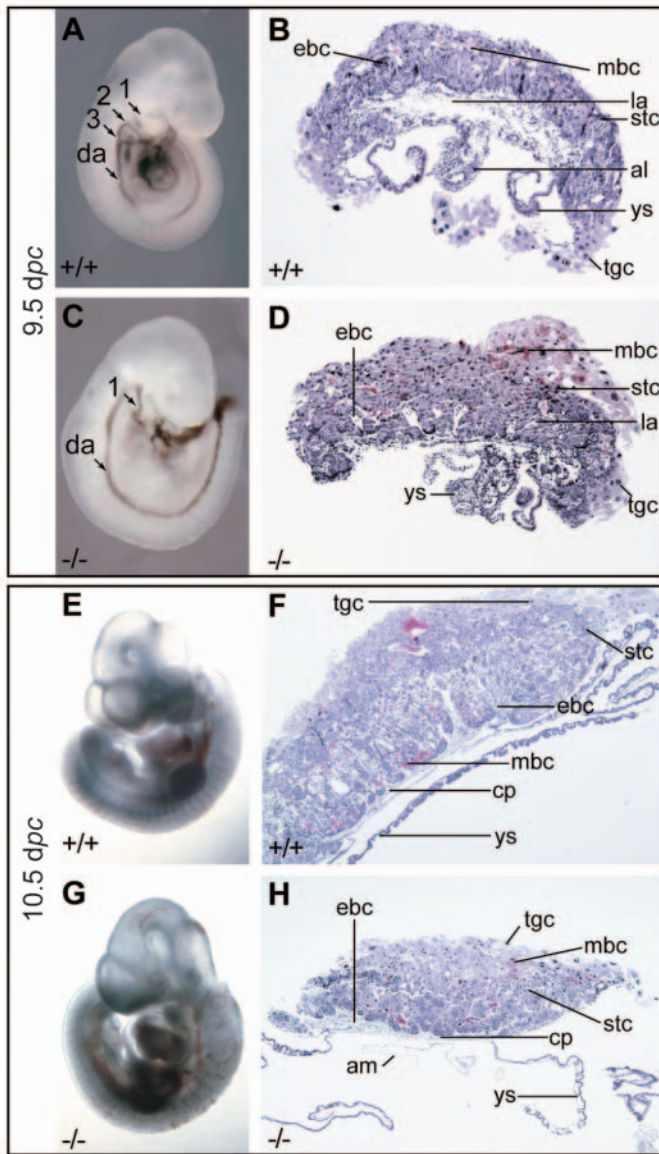 9.5 dpc
A
1
2
3
da
+/+
B
ebc
mbc
la
stc
al
ys
tgc
+/+
C
1
da
-/-
D
ebc
mbc
stc
la
ys
tgc
-/-
10.5 dpc
E
+/+
F
tgc
stc
ebc
mbc
cp
ys
+/+
G
-/-
H
ebc
tgc
mbc
stc
cp
am
ys
-/-